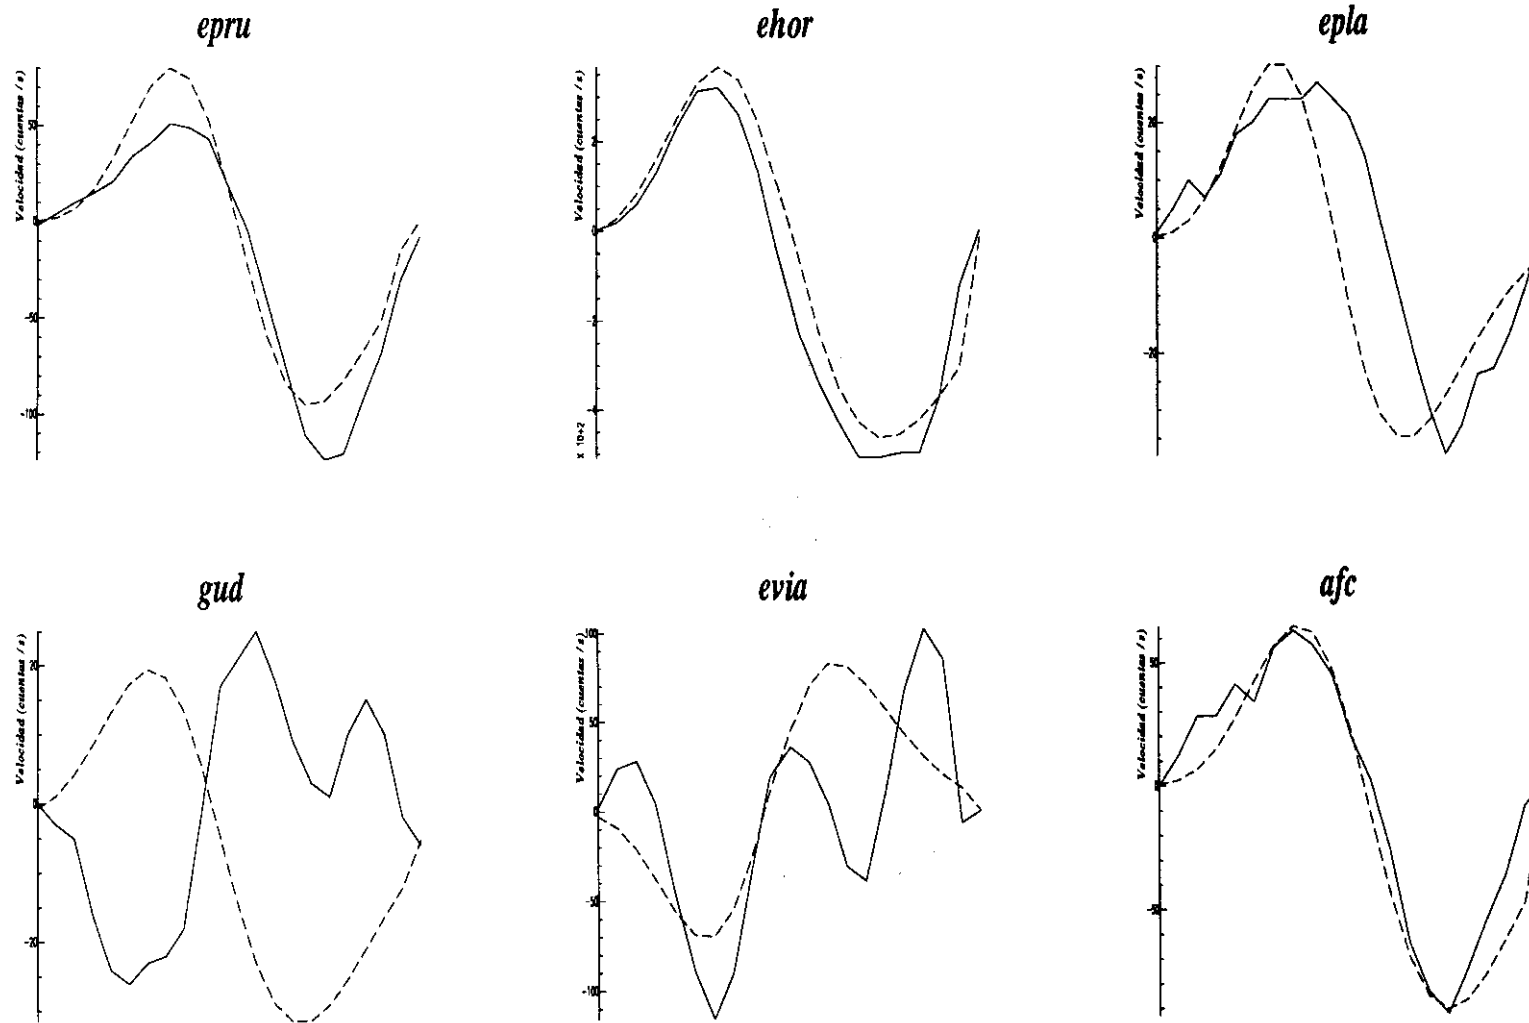 epru
ehor
epla
Velocidad (cuentas / s)
50
0
-50
-100
Velocidad (cuentas / s)
2
0
-2
-4
x 10+2
Velocidad (cuentas / s)
20
0
-20
gud
evia
afc
Velocidad (cuentas / s)
20
0
-20
Velocidad (cuentas / s)
100
50
0
-50
-100
Velocidad (cuentas / s)
50
0
-50